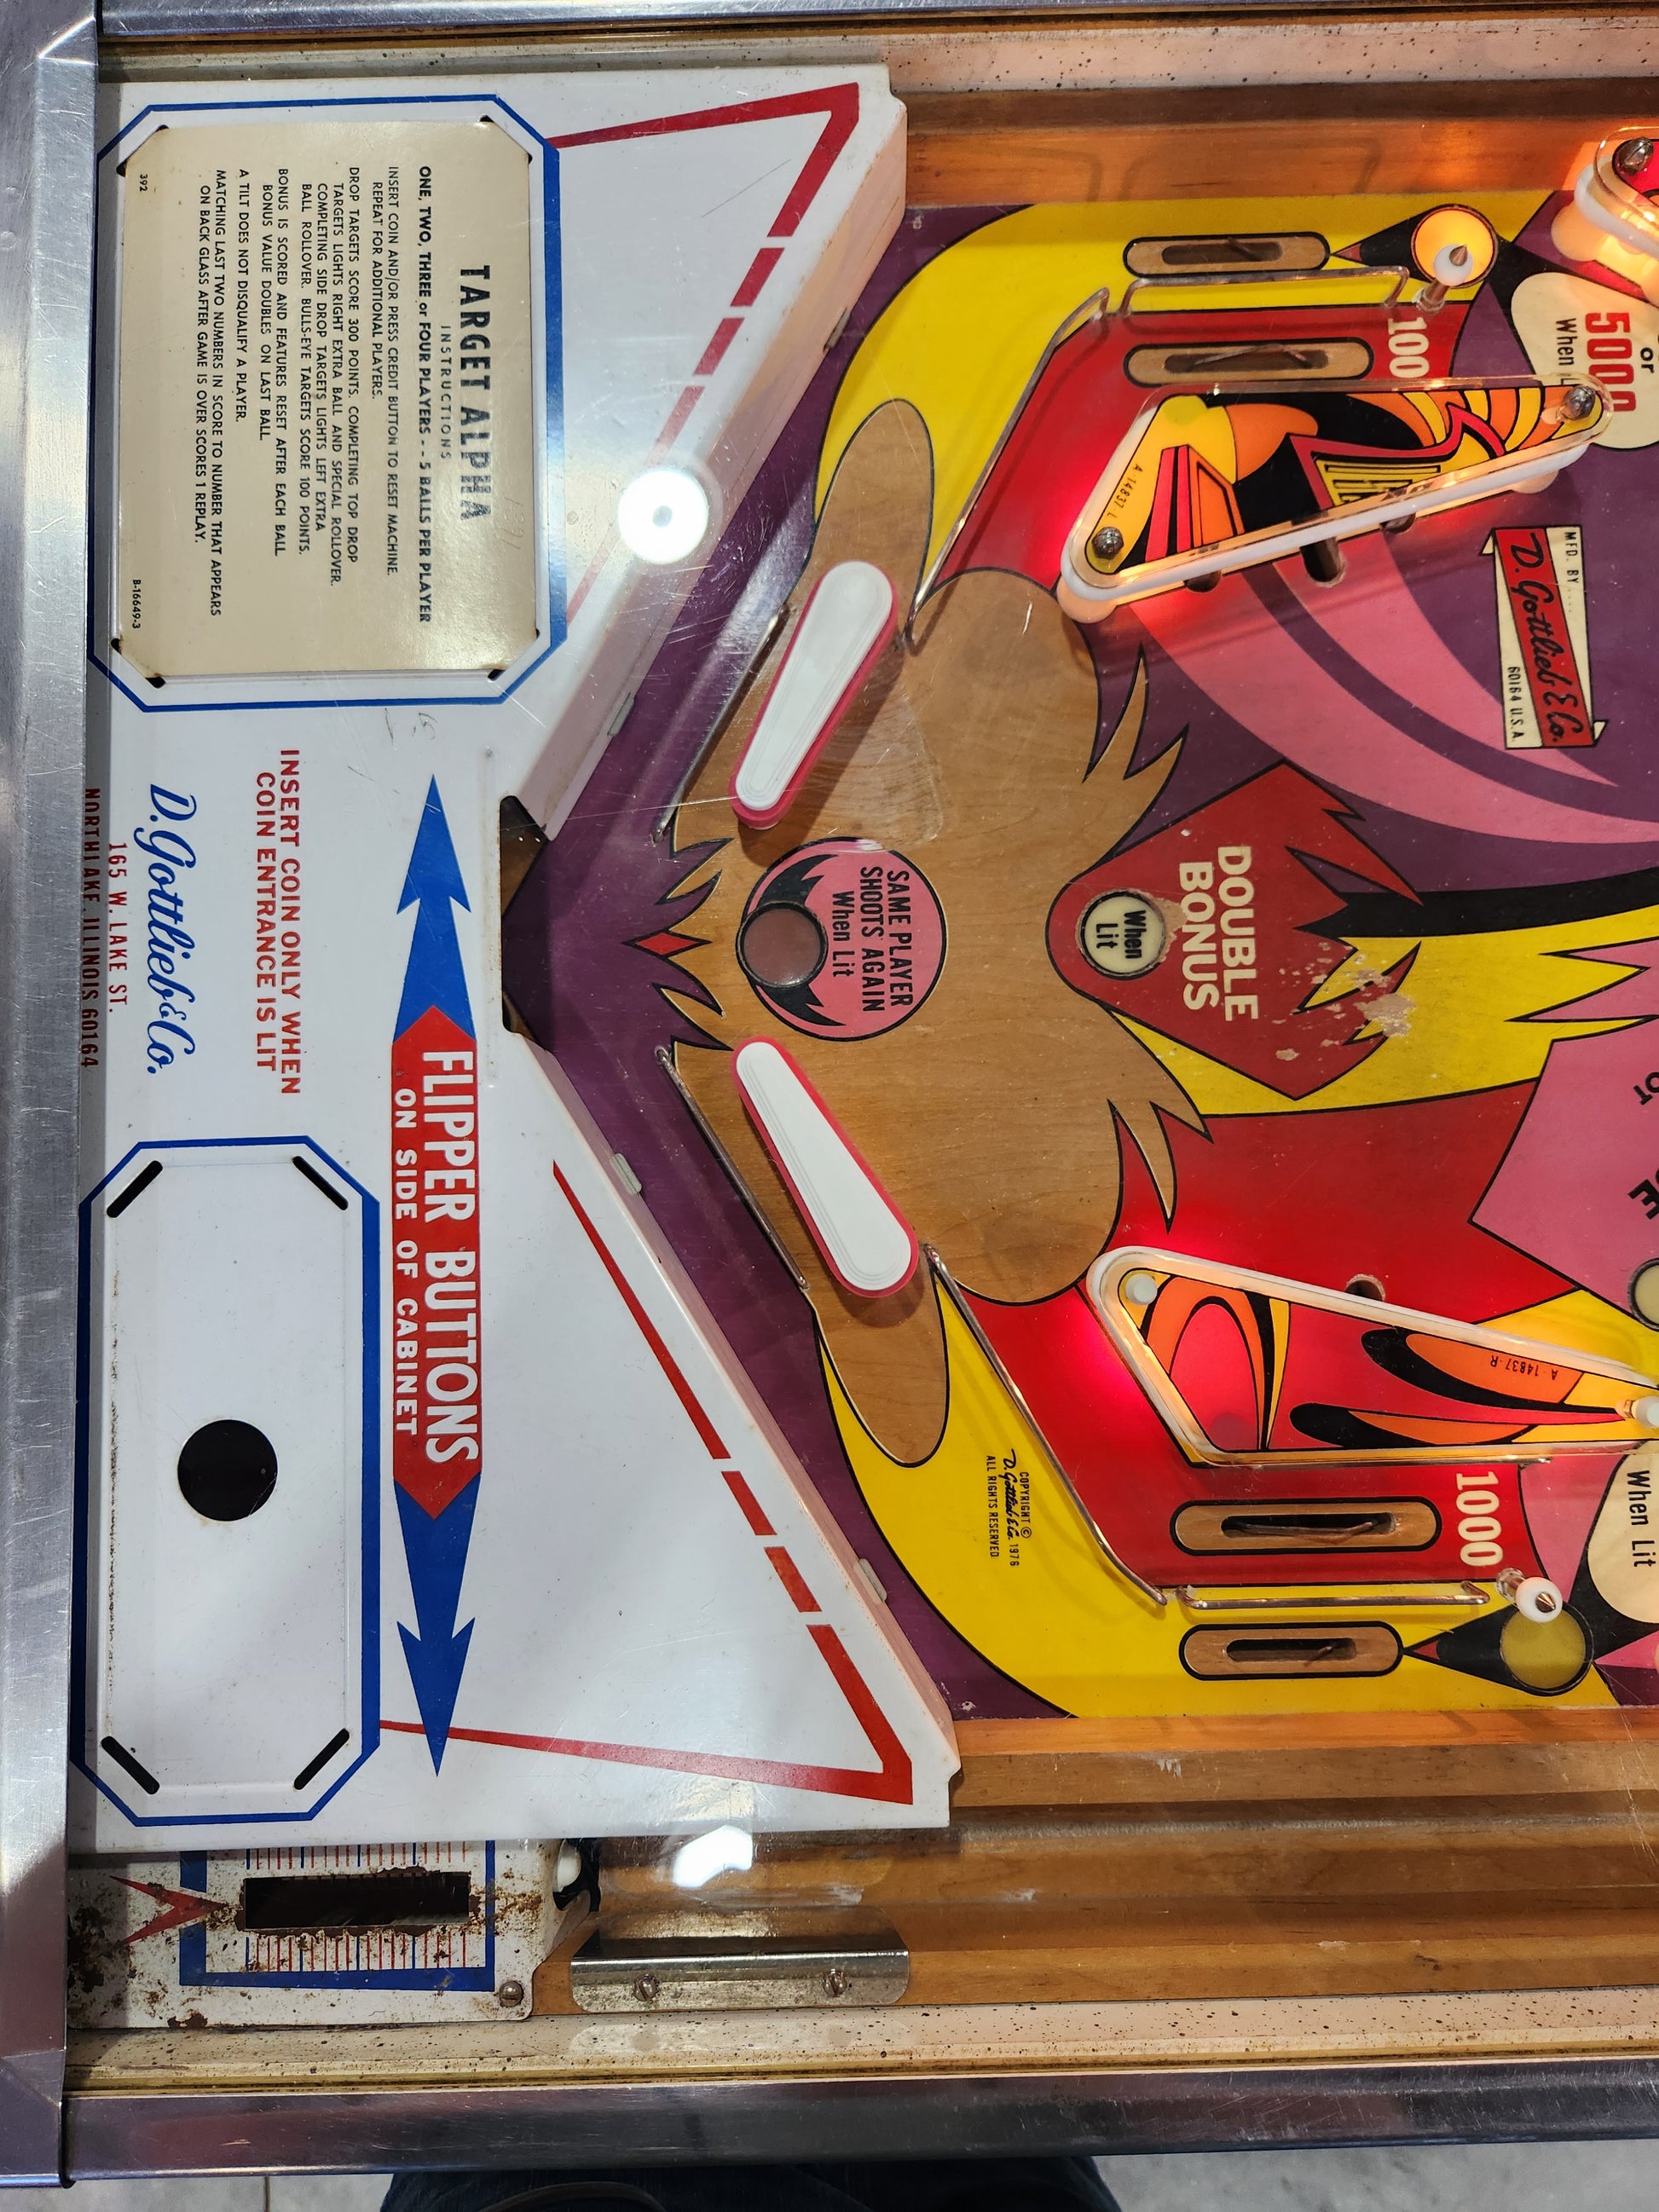 TARGET ALPHA
INSTRUCTIONS
ONE, TWO, THREE or FOUR PLAYERS - - 5 BALLS PER PLAYER
INSERT COIN AND/OR PRESS CREDIT BUTTON TO RESET MACHINE.
REPEAT FOR ADDITIONAL PLAYERS.
DROP TARGETS SCORE 300 POINTS. COMPLETING TOP DROP
TARGETS LIGHTS RIGHT EXTRA BALL AND SPECIAL ROLLOVER.
COMPLETING SIDE DROP TARGETS LIGHTS LEFT EXTRA
BALL ROLLOVER. BULLS-EYE TARGETS SCORE 100 POINTS.
BONUS IS SCORED AND FEATURES RESET AFTER EACH BALL
BONUS VALUE DOUBLES ON LAST BALL.
A TILT DOES NOT DISQUALIFY A PLAYER.
MATCHING LAST TWO NUMBERS IN SCORE TO NUMBER THAT APPEARS
ON BACK GLASS AFTER GAME IS OVER SCORES 1 REPLAY.
392
B-16649-3
FLIPPER BUTTONS
ON SIDE OF CABINET
INSERT COIN ONLY WHEN
COIN ENTRANCE IS LIT
D. Gottlieb & Co.
165 W. LAKE ST.
NORTHLAKE, ILLINOIS 60164
or
5000
When
100
A 14837 L
MFD. BY....
D. Gottlieb & Co.
60164 U.S.A.
DOUBLE
BONUS
When
Lit
SAME PLAYER
SHOOTS AGAIN
When Lit
A-14837-R
When Lit
1000
COPYRIGHT ©
D. Gottlieb & Co. 1976
ALL RIGHTS RESERVED